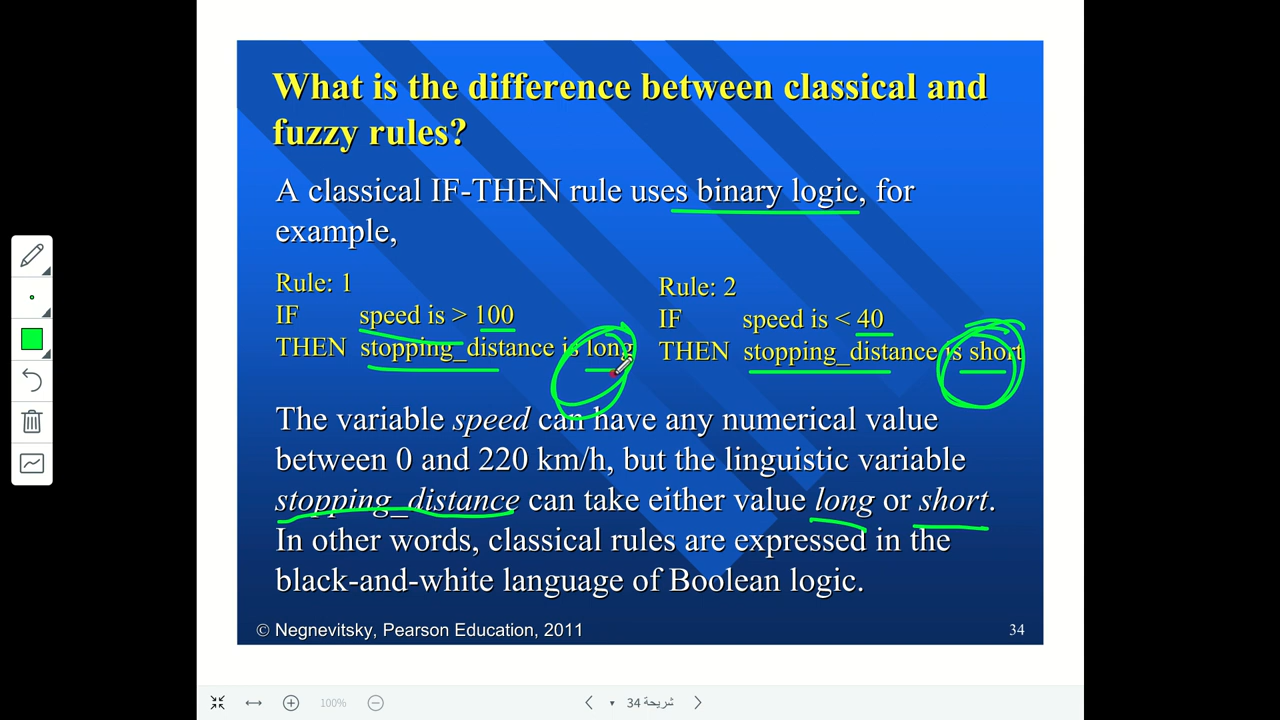 What is the difference between classical and
fuzzy rules?
A classical IF-THEN rule uses binary logic, for
example,
Rule: 1
IF speed is > 100
THEN stopping_distance is long
Rule: 2
IF speed is < 40
THEN stopping_distance is short
The variable speed can have any numerical value
between 0 and 220 km/h, but the linguistic variable
stopping_distance can take either value long or short.
In other words, classical rules are expressed in the
black-and-white language of Boolean logic.
© Negnevitsky, Pearson Education, 2011
34
100%
شريحة 34